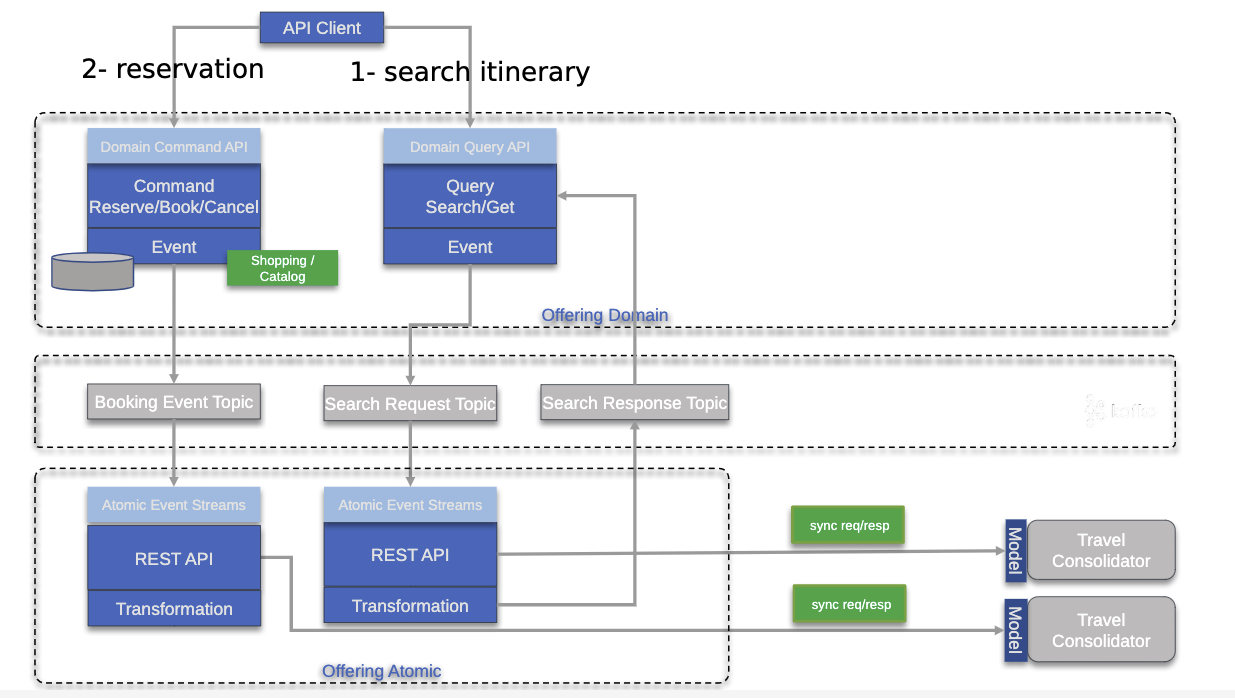 API Client
2- reservation
1- search itinerary
Domain Command API
Command
Reserve/Book/Cancel
Event
Shopping /
Catalog
Domain Query API
Query
Search/Get
Event
Offering Domain
Booking Event Topic
Search Request Topic
Search Response Topic
kafka
Atomic Event Streams
REST API
Transformation
Atomic Event Streams
REST API
Transformation
Offering Atomic
sync req/resp
Model
Travel
Consolidator
sync req/resp
Model
Travel
Consolidator